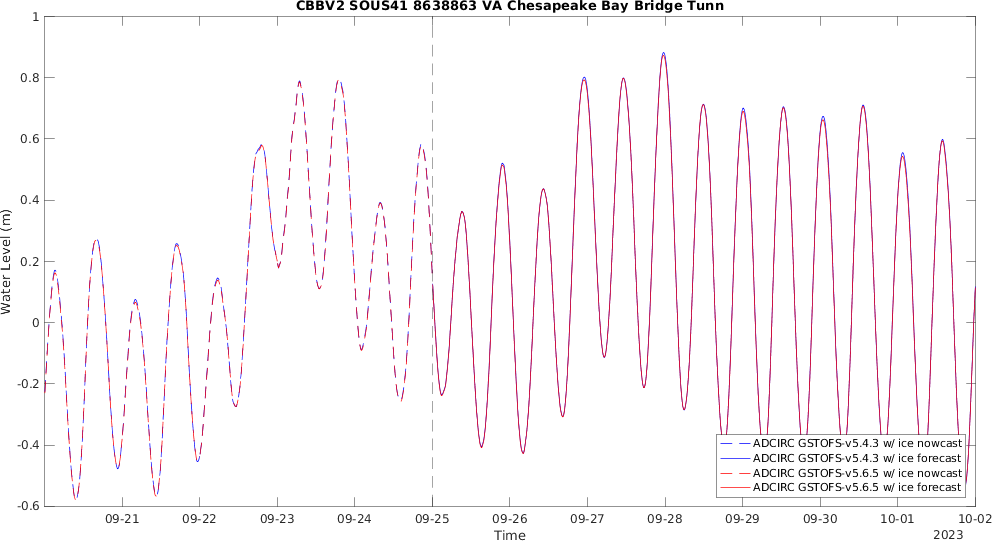 CBBV2 SOUS41 8638863 VA Chesapeake Bay Bridge Tunn
Water Level (m)
1
0.8
0.6
0.4
0.2
0
-0.2
-0.4
-0.6
ADCIRC GSTOFS-v5.4.3 w/ ice nowcast
ADCIRC GSTOFS-v5.4.3 w/ ice forecast
ADCIRC GSTOFS-v5.6.5 w/ ice nowcast
ADCIRC GSTOFS-v5.6.5 w/ ice forecast
09-21 09-22 09-23 09-24 09-25 09-26 09-27 09-28 09-29 09-30 10-01 10-02
Time
2023